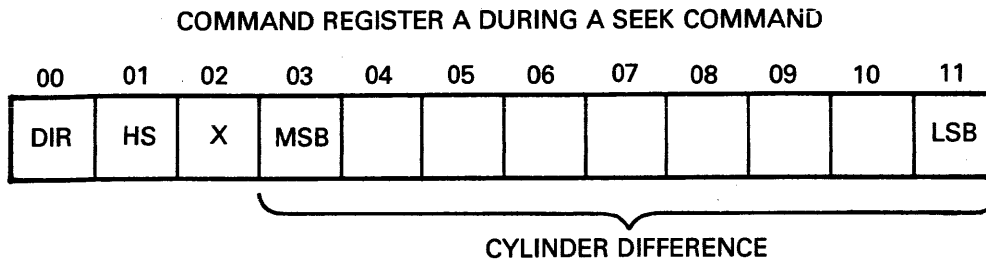 COMMAND REGISTER A DURING A SEEK COMMAND
00 01 02 03 04 05 06 07 08 09 10 11
DIR HS X MSB LSB
CYLINDER DIFFERENCE